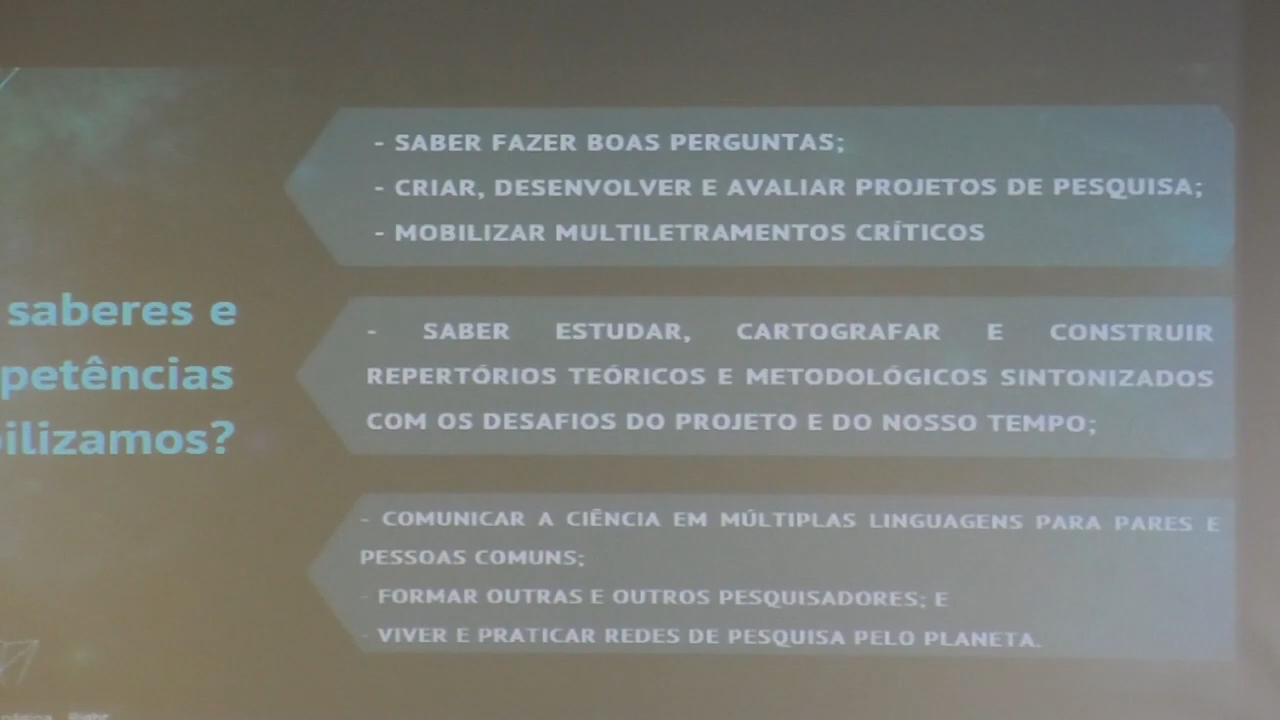 saberes e
petências
ilizamos?
- SABER FAZER BOAS PERGUNTAS;
- CRIAR, DESENVOLVER E AVALIAR PROJETOS DE PESQUISA;
- MOBILIZAR MULTILETRAMENTOS CRÍTICOS
- SABER ESTUDAR, CARTOGRAFAR E CONSTRUIR
REPERTÓRIOS TEÓRICOS E METODOLÓGICOS SINTONIZADOS
COM OS DESAFIOS DO PROJETO E DO NOSSO TEMPO;
- COMUNICAR A CIÊNCIA EM MÚLTIPLAS LINGUAGENS PARA PARES E
PESSOAS COMUNS;
- FORMAR OUTRAS E OUTROS PESQUISADORES; E
- VIVER E PRATICAR REDES DE PESQUISA PELO PLANETA.